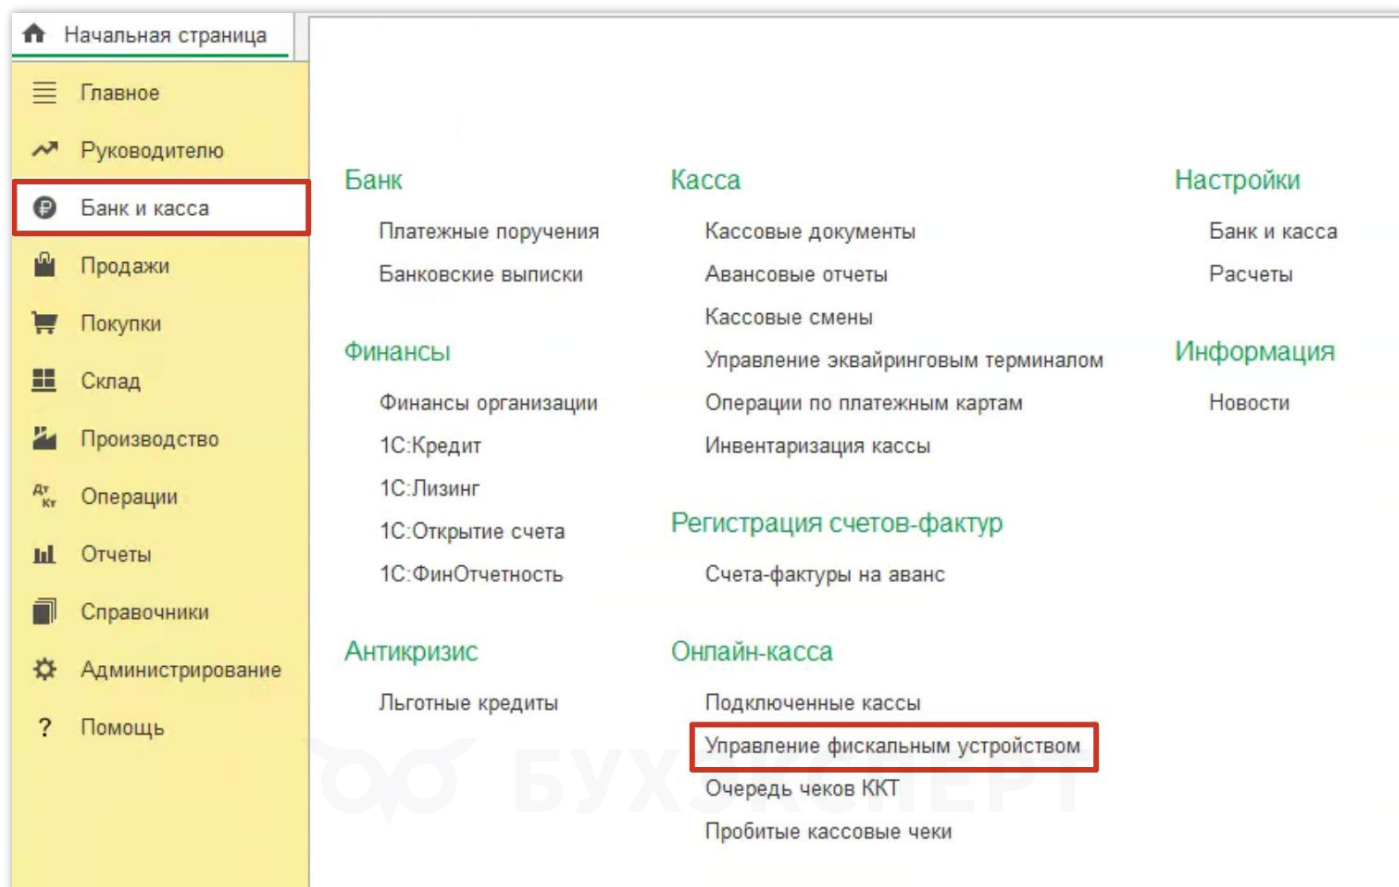 Начальная страница
Главное
Руководителю
Банк и касса
Продажи
Покупки
Склад
Производство
Дт Кт
Операции
Отчеты
Справочники
Администрирование
? Помощь
Банк
Платежные поручения
Банковские выписки
Финансы
Финансы организации
1С:Кредит
1С:Лизинг
1С:Открытие счета
1С:ФинОтчетность
Антикризис
Льготные кредиты
Касса
Кассовые документы
Авансовые отчеты
Кассовые смены
Управление эквайринговым терминалом
Операции по платежным картам
Инвентаризация кассы
Регистрация счетов-фактур
Счета-фактуры на аванс
Онлайн-касса
Подключенные кассы
Управление фискальным устройством
Очередь чеков ККТ
Пробитые кассовые чеки
Настройки
Банк и касса
Расчеты
Информация
Новости
БУХЭКСПЕРТ